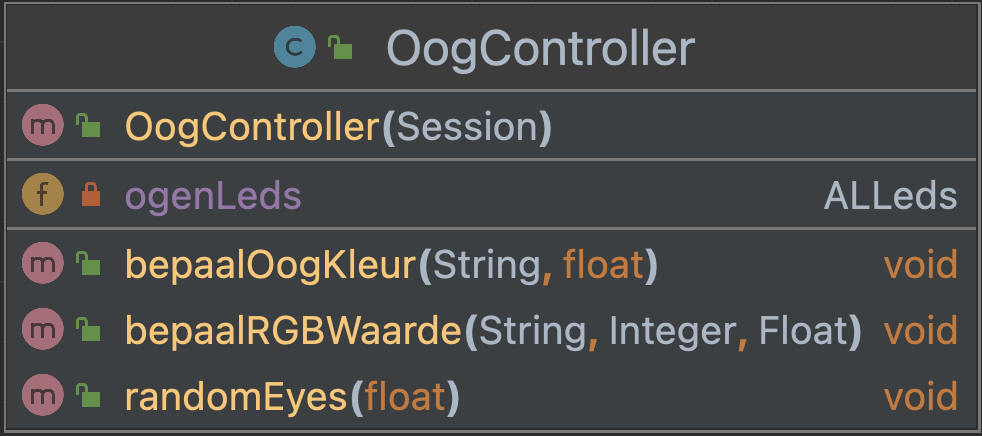 C OogController
m OogController(Session)
f ogenLeds ALLeds
m bepaalOogKleur(String, float) void
m bepaalRGBWaarde(String, Integer, Float) void
m randomEyes(float) void